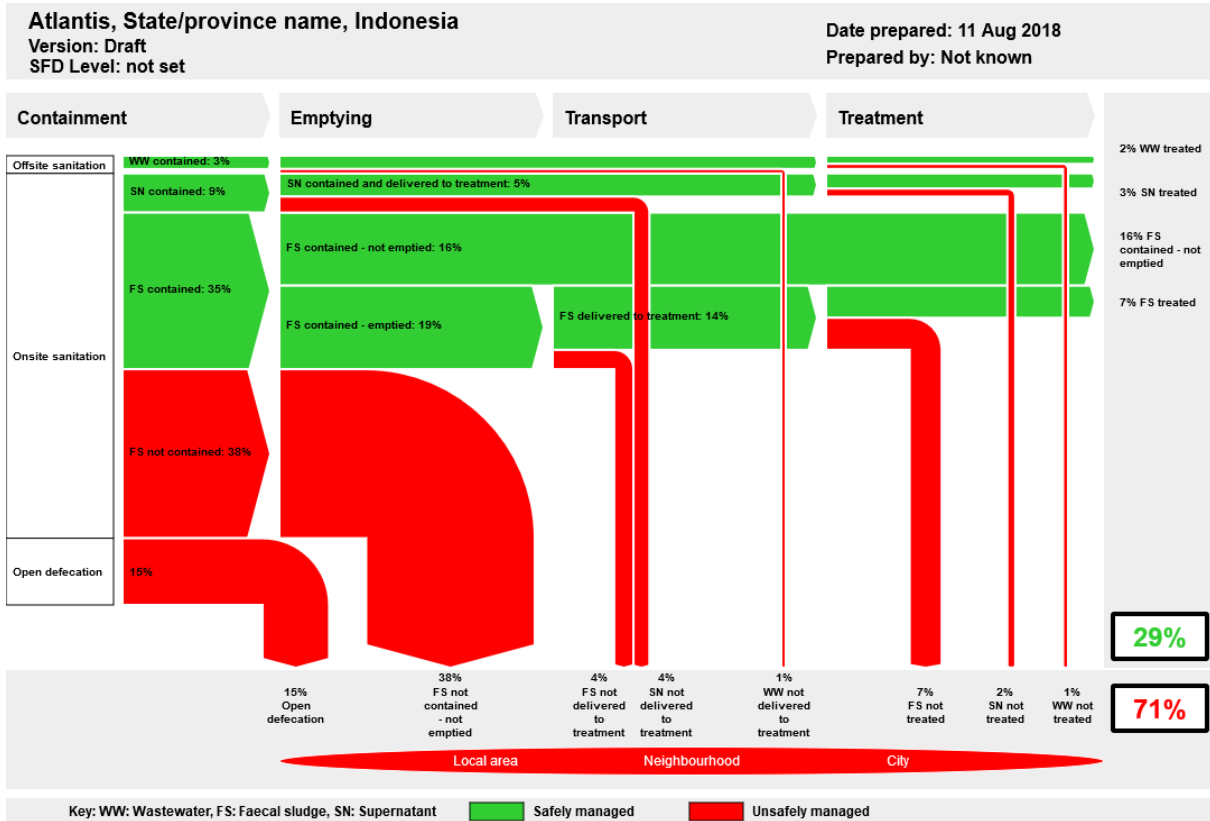 Atlantis, State/province name, Indonesia
Version: Draft
SFD Level: not set
Date prepared: 11 Aug 2018
Prepared by: Not known
Containment
Emptying
Transport
Treatment
Offsite sanitation
WW contained: 3%
2% WW treated
SN contained: 9%
SN contained and delivered to treatment: 5%
3% SN treated
FS contained - not emptied: 16%
16% FS
contained - not
emptied
FS contained: 35%
FS contained - emptied: 19%
FS delivered to treatment: 14%
7% FS treated
Onsite sanitation
FS not contained: 38%
Open defecation
15%
29%
71%
15%
Open
defecation
38%
FS not
contained
- not
emptied
4%
FS not
delivered
to
treatment
4%
SN not
delivered
to
treatment
1%
WW not
delivered
to
treatment
7%
FS not
treated
2%
SN not
treated
1%
WW not
treated
Local area
Neighbourhood
City
Key: WW: Wastewater, FS: Faecal sludge, SN: Supernatant
Safely managed
Unsafely managed